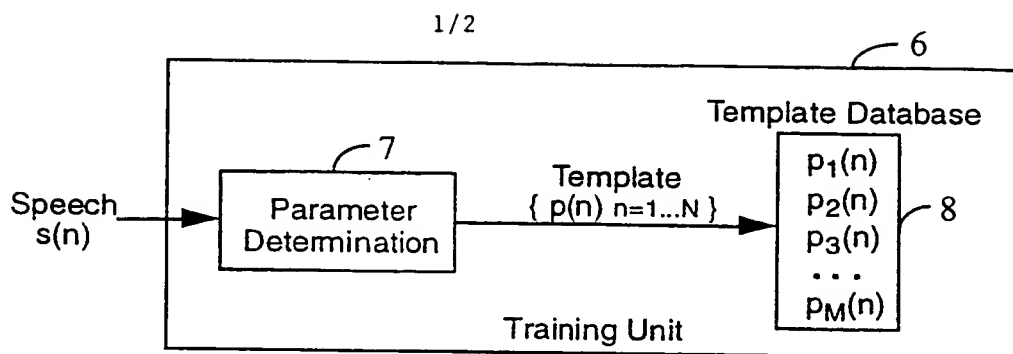 1/2
6
Template Database
7
Speech
s(n)
Parameter
Determination
Template
{ p(n) n=1...N }
p1(n)
p2(n)
p3(n)
...
pM(n)
8
Training Unit